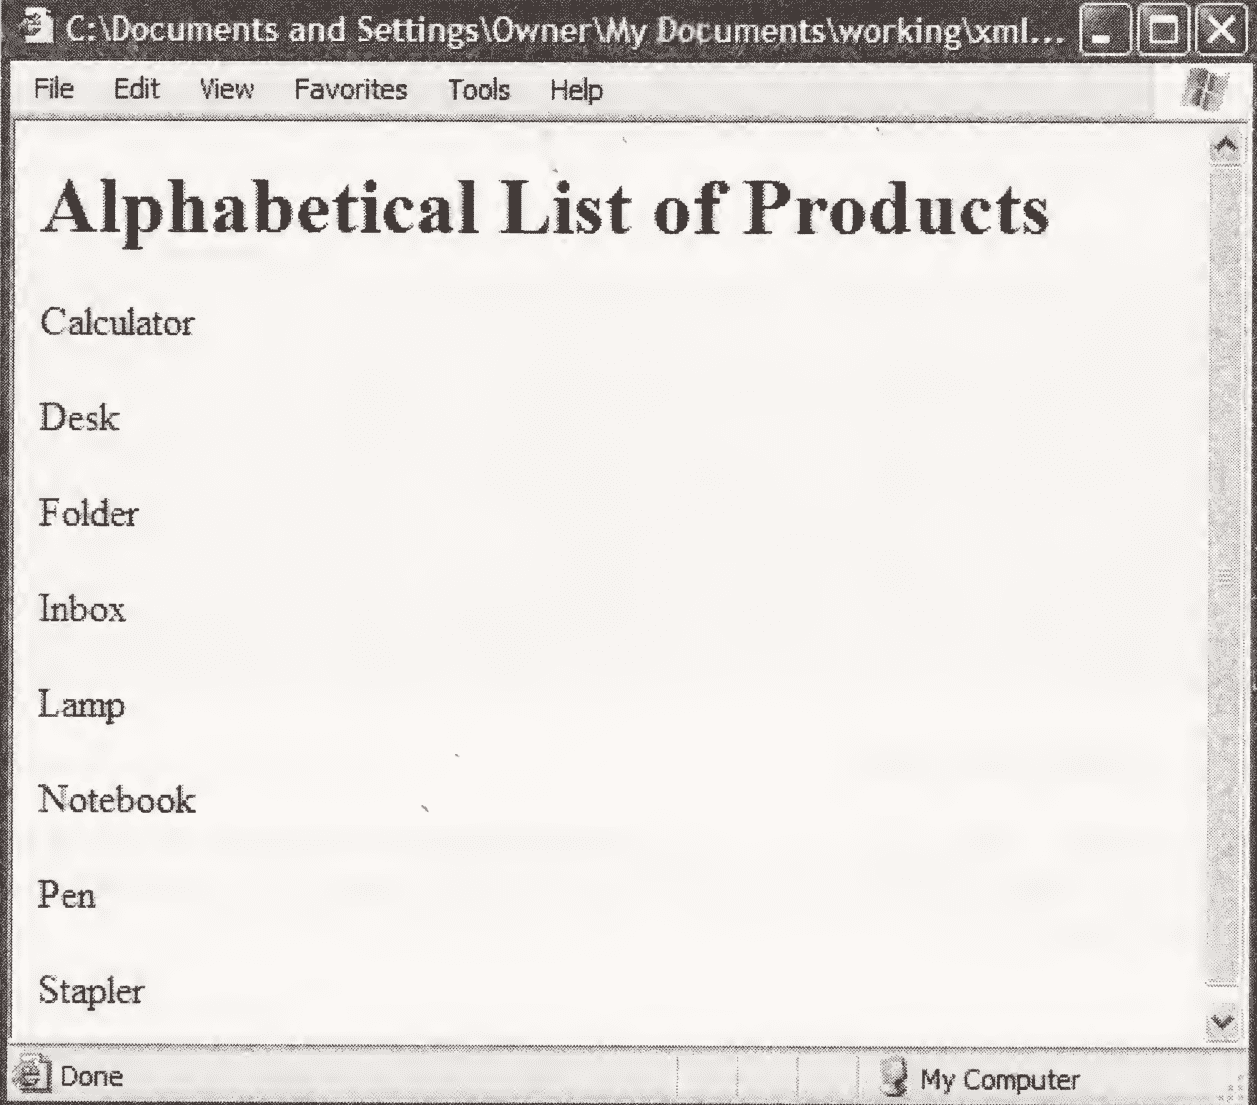 C:\Documents and Settings\Owner\My Documents\working\xml...
File Edit View Favorites Tools Help
Alphabetical List of Products
Calculator
Desk
Folder
Inbox
Lamp
Notebook
Pen
Stapler
Done My Computer